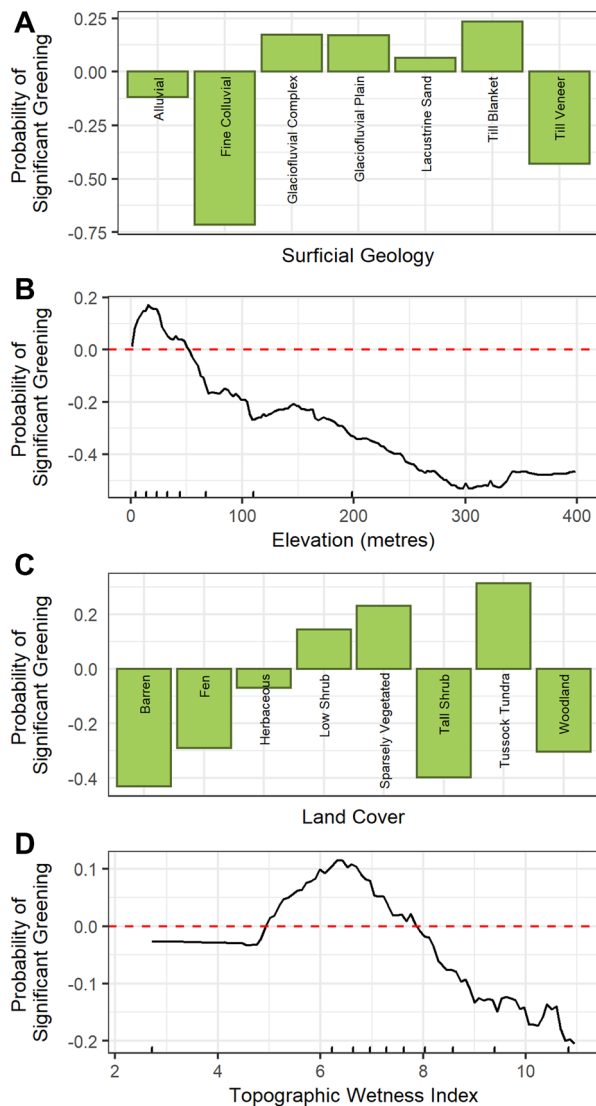 A
Probability of
Significant Greening
0.25
0.00
-0.25
-0.50
-0.75
Alluvial
Fine Colluvial
Glaciofluvial Complex
Glaciofluvial Plain
Lacustrine Sand
Till Blanket
Till Veneer
Surficial Geology
B
Probability of
Significant Greening
0.2
0.0
-0.2
-0.4
0
100
200
300
400
Elevation (metres)
C
Probability of
Significant Greening
0.2
0.0
-0.2
-0.4
Barren
Fen
Herbaceous
Low Shrub
Sparsely Vegetated
Tall Shrub
Tussock Tundra
Woodland
Land Cover
D
Probability of
Significant Greening
0.1
0.0
-0.1
-0.2
2
4
6
8
10
Topographic Wetness Index